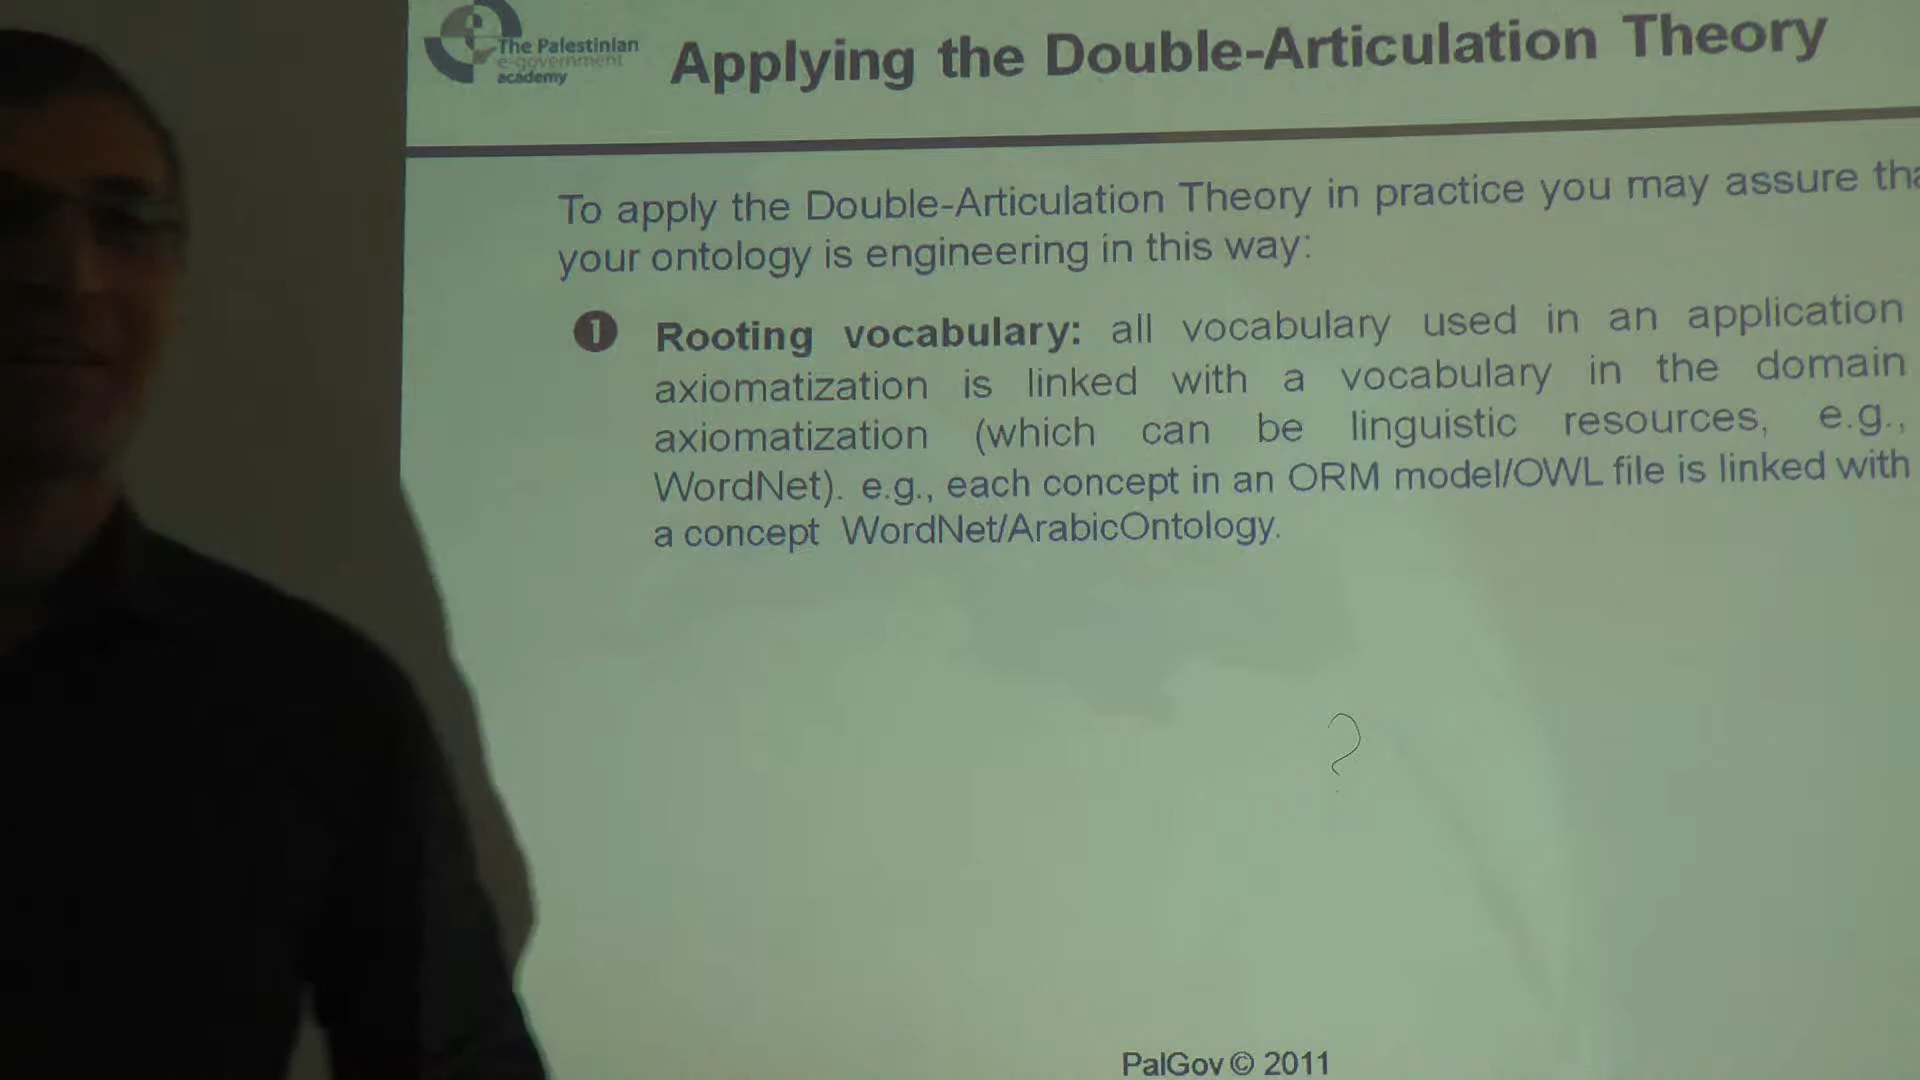 The Palestinian
e-government
academy
Applying the Double-Articulation Theory
To apply the Double-Articulation Theory in practice you may assure tha
your ontology is engineering in this way:
1 Rooting vocabulary: all vocabulary used in an application
axiomatization is linked with a vocabulary in the domain
axiomatization (which can be linguistic resources, e.g.,
WordNet). e.g., each concept in an ORM model/OWL file is linked with
a concept WordNet/ArabicOntology.
?
PalGov © 2011